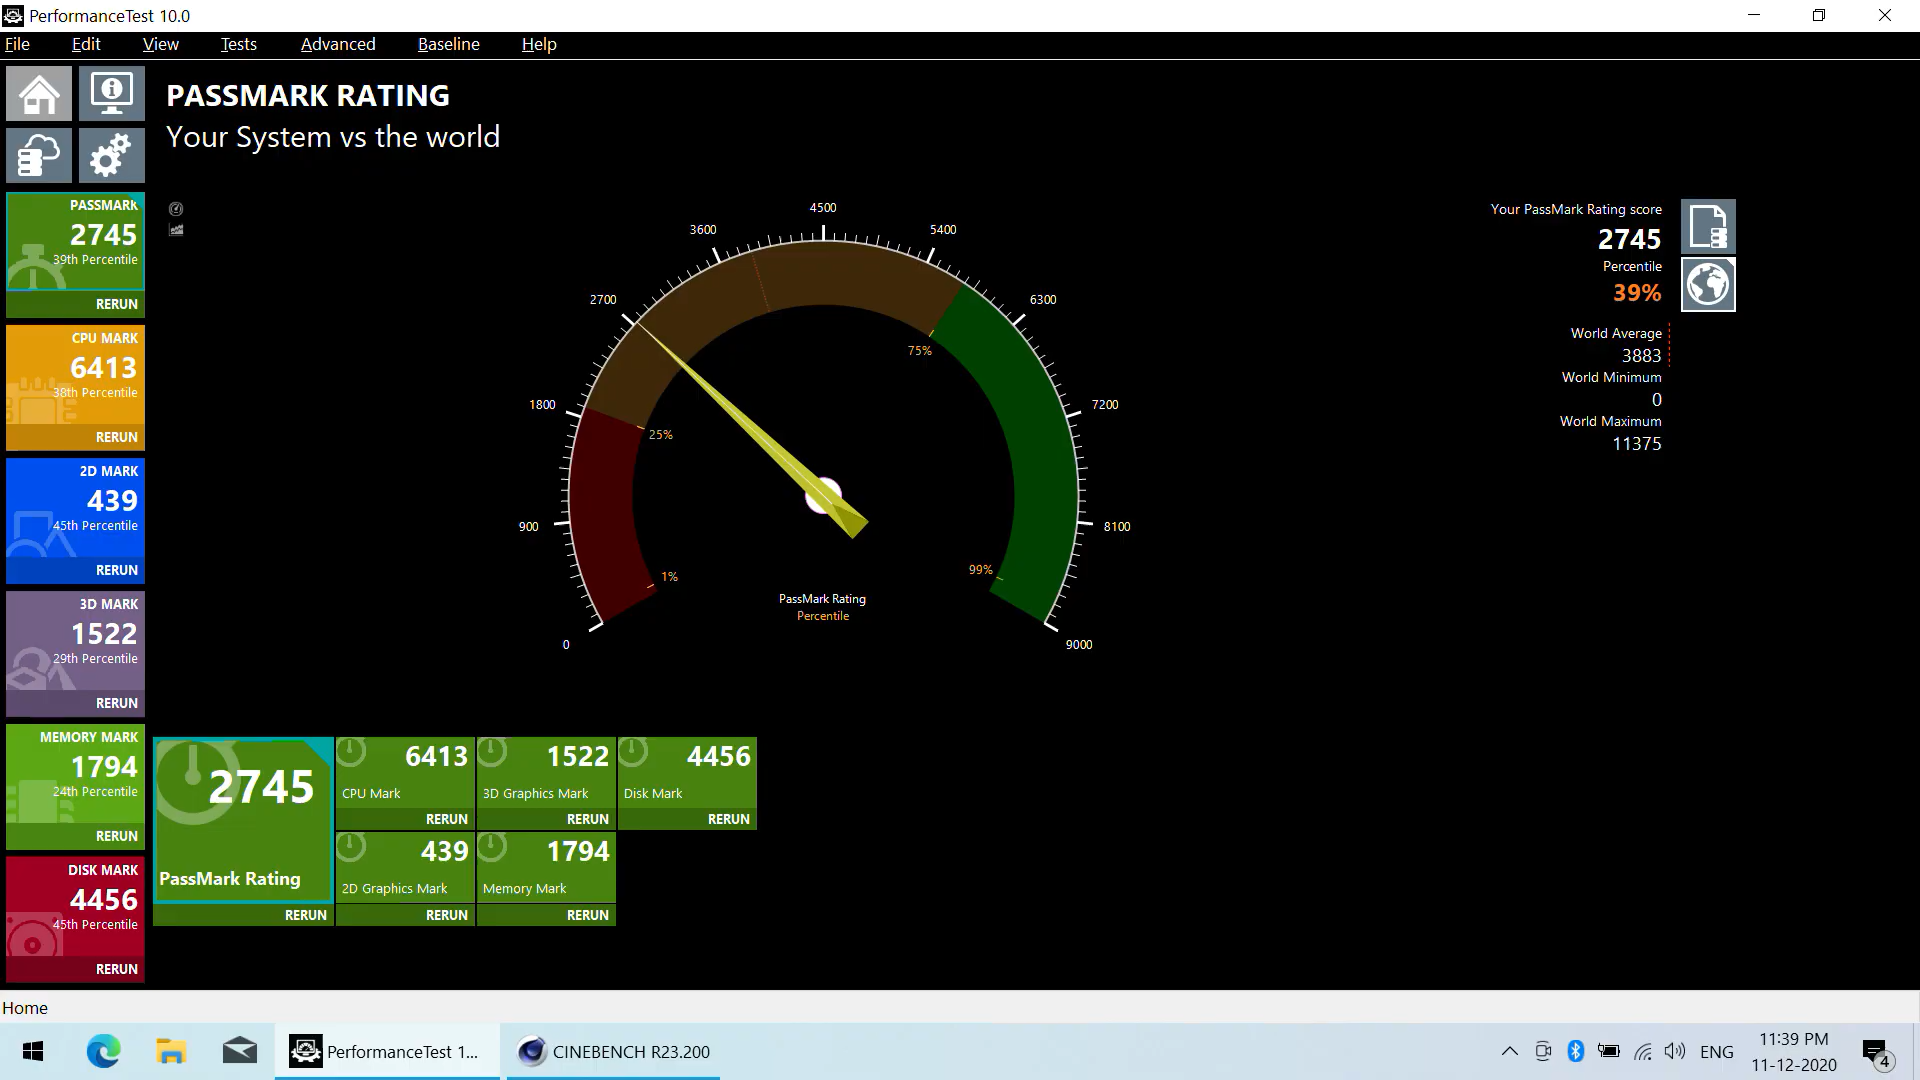 PerformanceTest 10.0
File Edit View Tests Advanced Baseline Help
PASSMARK RATING
Your System vs the world
PASSMARK
2745
39th Percentile
RERUN
CPU MARK
6413
38th Percentile
RERUN
2D MARK
439
45th Percentile
RERUN
3D MARK
1522
29th Percentile
RERUN
MEMORY MARK
1794
24th Percentile
RERUN
DISK MARK
4456
45th Percentile
RERUN
0
900
1800
2700
3600
4500
5400
6300
7200
8100
9000
1%
25%
75%
99%
PassMark Rating
Percentile
Your PassMark Rating score
2745
Percentile
39%
World Average
3883
World Minimum
0
World Maximum
11375
2745
PassMark Rating
RERUN
6413
CPU Mark
RERUN
1522
3D Graphics Mark
RERUN
4456
Disk Mark
RERUN
439
2D Graphics Mark
RERUN
1794
Memory Mark
RERUN
Home
PerformanceTest 1...
CINEBENCH R23.200
ENG
11:39 PM
11-12-2020
4